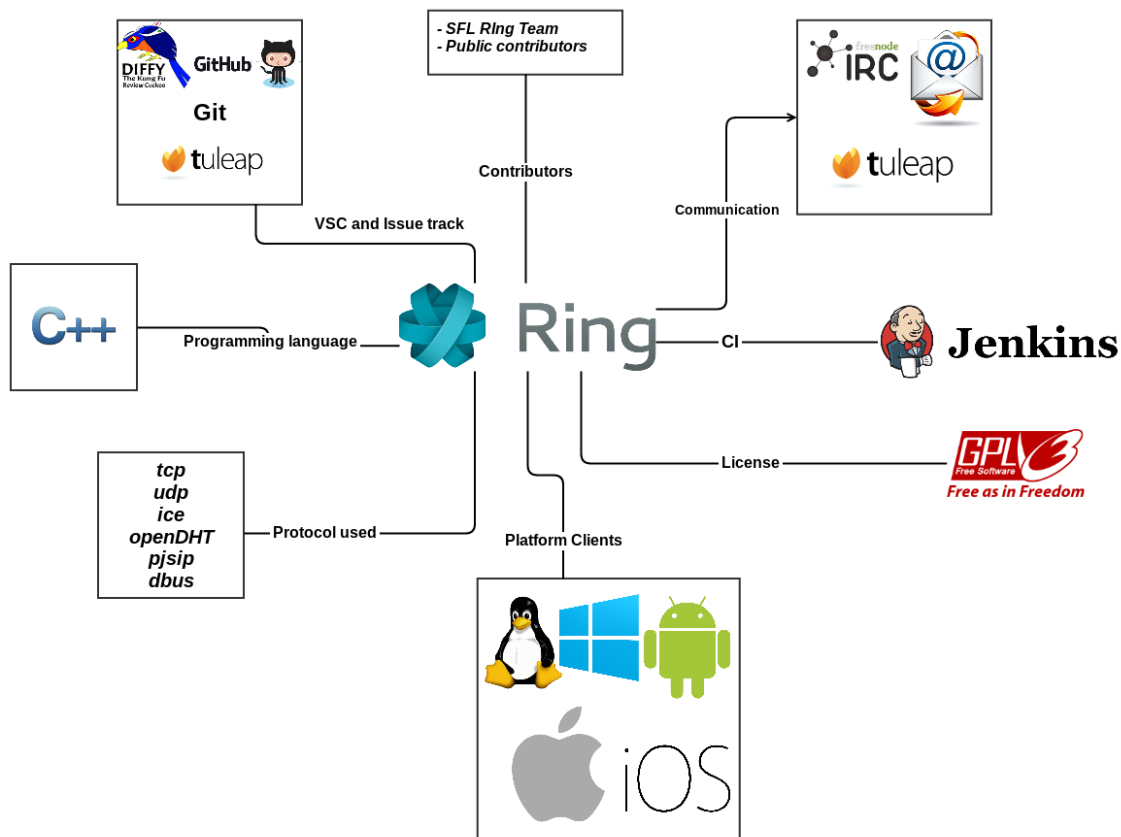 - SFL RIng Team
- Public contributors
DIFFY
The Kung Fu
Review Cuckoo
GitHub
Git
tuleap
freenode
IRC
@
tuleap
Contributors
Communication
VSC and Issue track
C++
Programming language
Ring
CI
Jenkins
License
GPL v3
Free Software
Free as in Freedom
tcp
udp
ice
openDHT
pjsip
dbus
Protocol used
Platform Clients
iOS